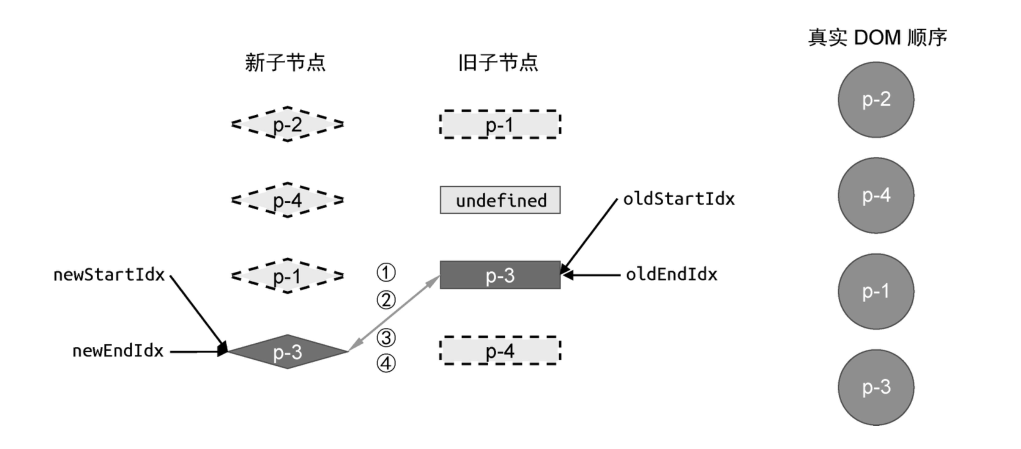 真实 DOM 顺序
新子节点
旧子节点
p-2
p-2
p-1
p-4
undefined
oldStartIdx
p-4
newStartIdx
p-1
①
p-3
oldEndIdx
②
p-1
③
newEndIdx
p-3
④
p-4
p-3